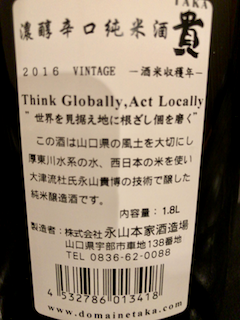 TAKA
濃醇辛口純米酒 貴
2016 VINTAGE －酒米収穫年－
Think Globally,Act Locally
"世界を見据え地に根ざし個を磨く"
この酒は山口県の風土を大切にし
厚東川水系の水、西日本の米を使い
大津流杜氏永山貴博の技術で醸した
純米醸造酒です。
内容量：1.8L
製造者：株式会社 永山本家酒造場
山口県宇部市車地138番地
TEL 0836-62-0088
4 532786 013418
www.domainetaka.com/